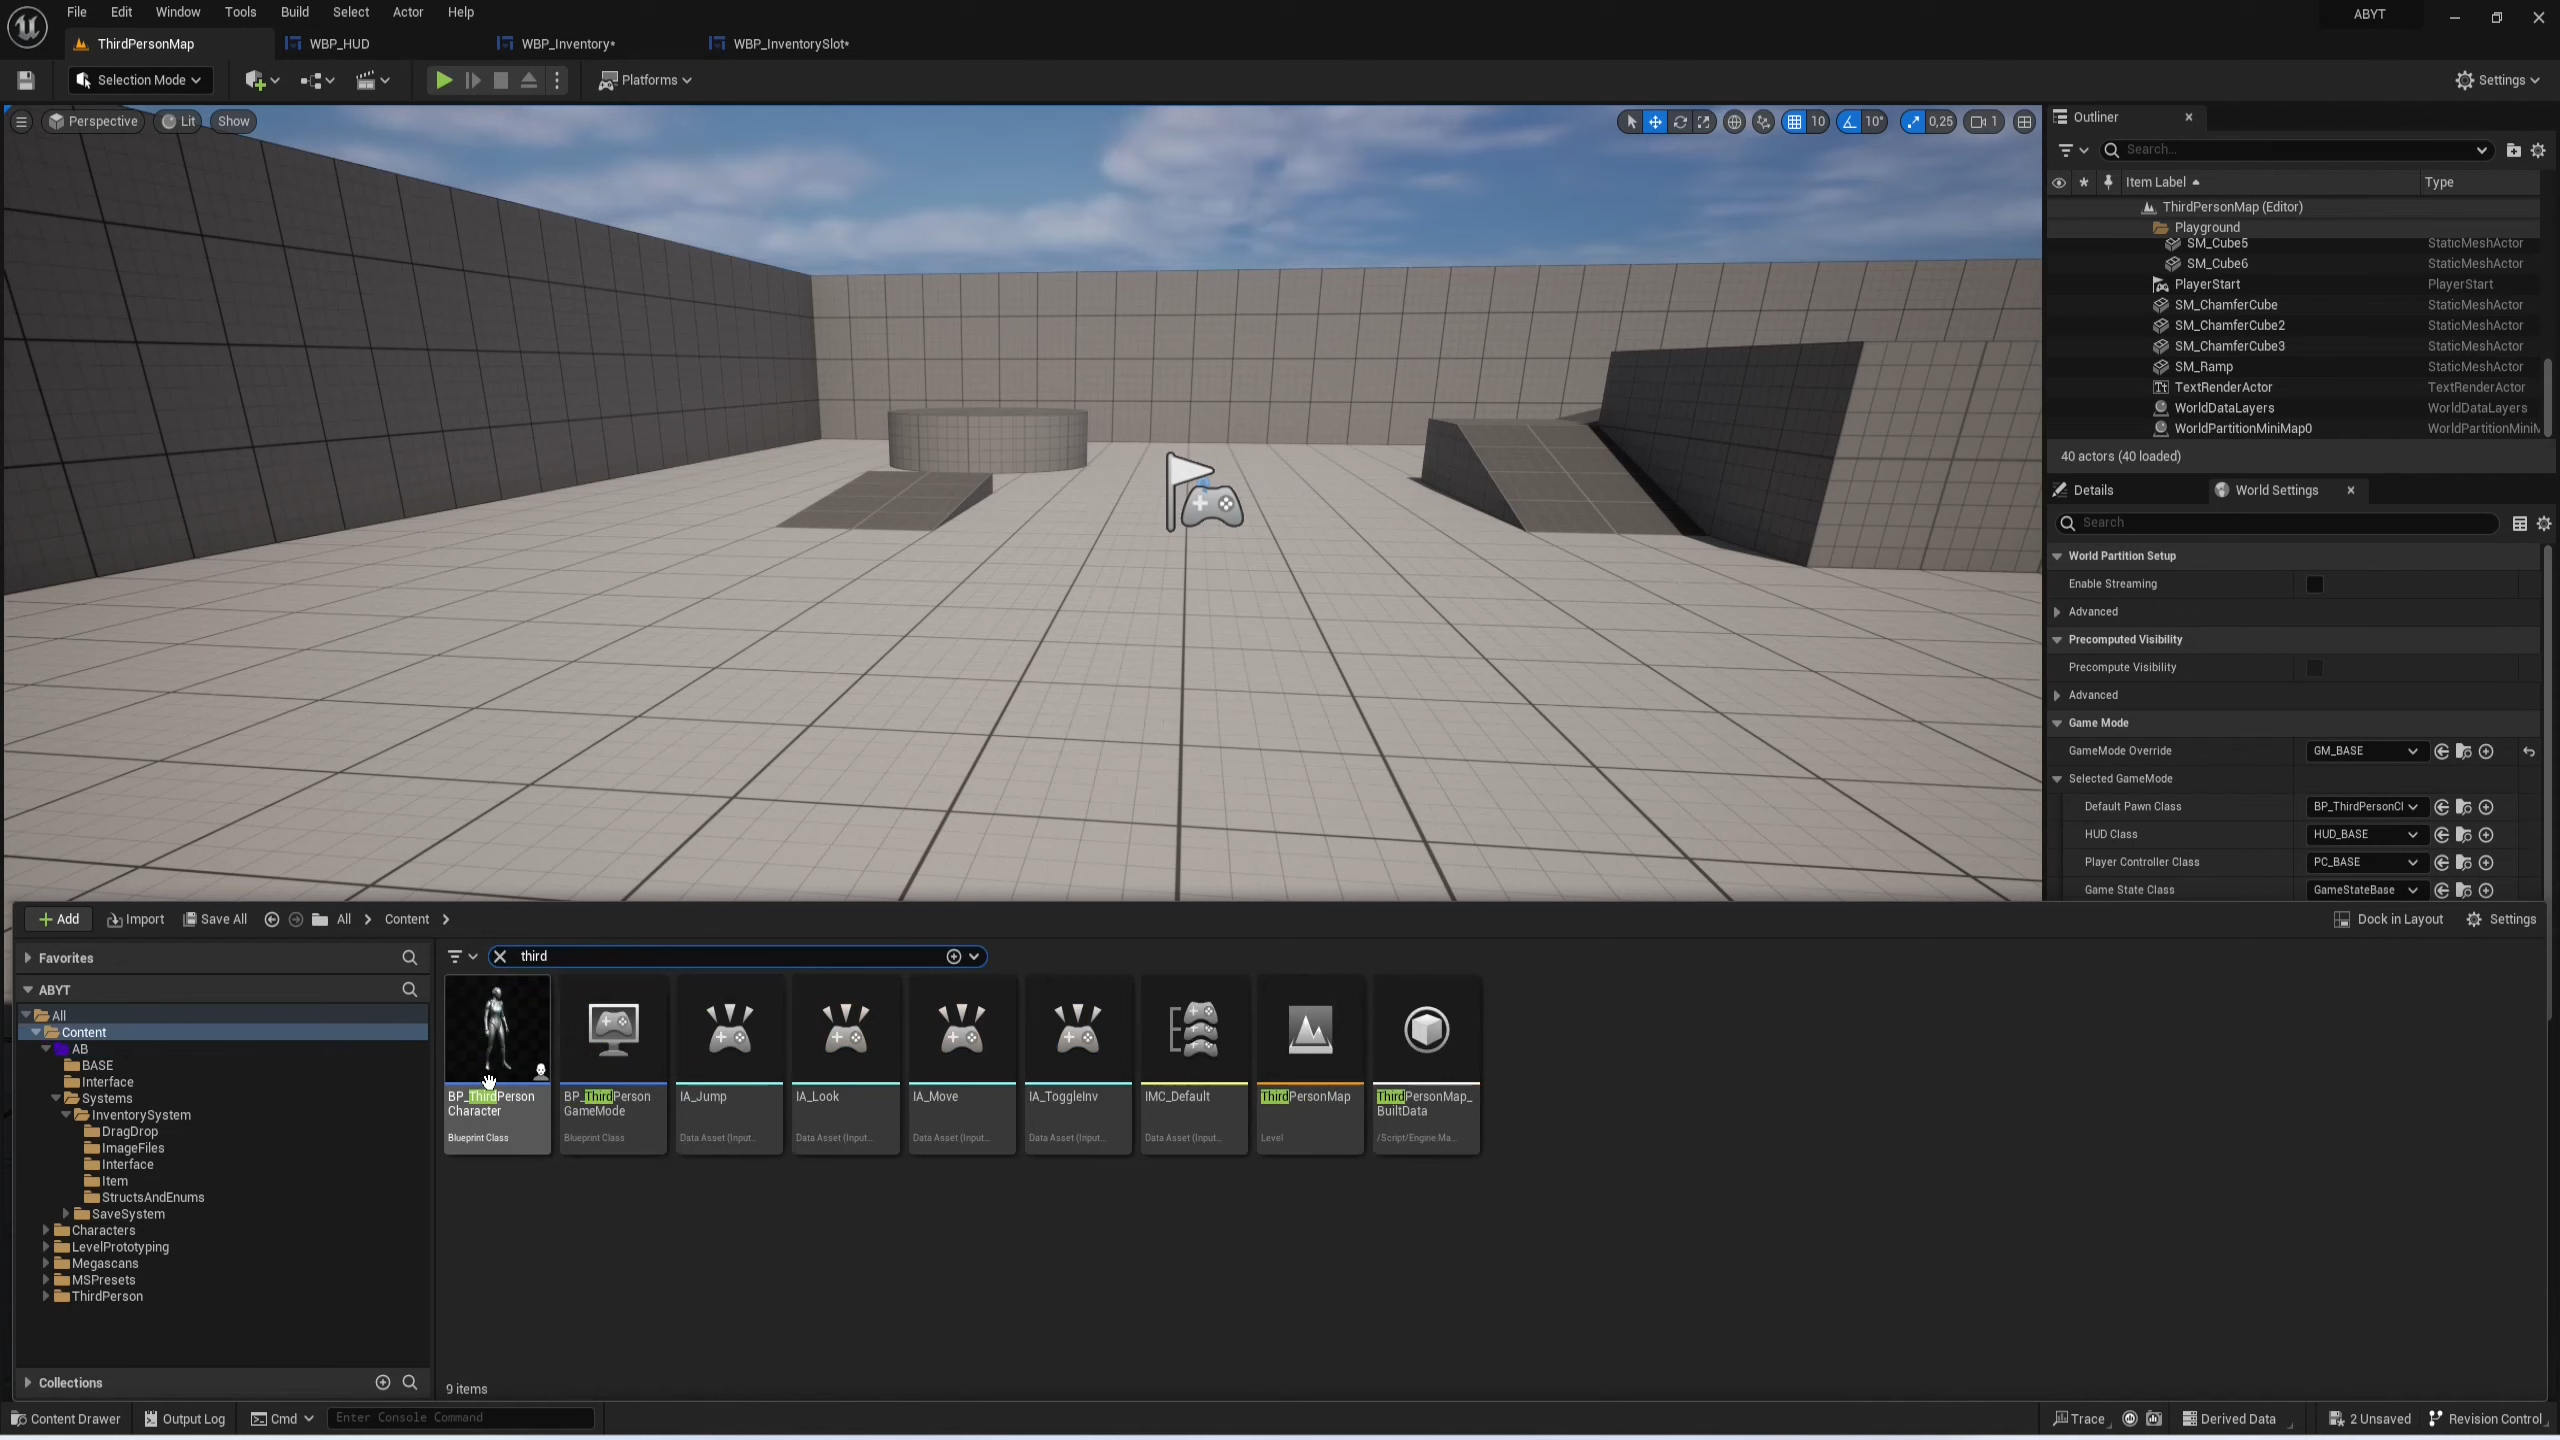 File Edit Window Tools Build Select Actor Help
ABYT
ThirdPersonMap WBP_HUD WBP_Inventory* WBP_InventorySlot*
Selection Mode Platforms Settings
Perspective Lit Show 10 10° 0,25 1
Outliner
Search...
Item Label Type
ThirdPersonMap (Editor)
Playground
SM_Cube5 StaticMeshActor
SM_Cube6 StaticMeshActor
PlayerStart PlayerStart
SM_ChamferCube StaticMeshActor
SM_ChamferCube2 StaticMeshActor
SM_ChamferCube3 StaticMeshActor
SM_Ramp StaticMeshActor
TextRenderActor TextRenderActor
WorldDataLayers WorldDataLayers
WorldPartitionMiniMap0 WorldPartitionMiniM
40 actors (40 loaded)
Details World Settings
Search
World Partition Setup
Enable Streaming
Advanced
Precomputed Visibility
Precompute Visibility
Advanced
Game Mode
GameMode Override GM_BASE
Selected GameMode
Default Pawn Class BP_ThirdPersonCl
HUD Class HUD_BASE
Player Controller Class PC_BASE
Game State Class GameStateBase
Add Import Save All All Content Dock in Layout Settings
Favorites
ABYT
All
Content
AB
BASE
Interface
Systems
InventorySystem
DragDrop
ImageFiles
Interface
Item
StructsAndEnums
SaveSystem
Characters
LevelPrototyping
Megascans
MSPresets
ThirdPerson
Collections
third
BP_ThirdPerson
Character
Blueprint Class
BP_ThirdPerson
GameMode
Blueprint Class
IA_Jump
Data Asset (Input...
IA_Look
Data Asset (Input...
IA_Move
Data Asset (Input...
IA_ToggleInv
Data Asset (Input...
IMC_Default
Data Asset (Input...
ThirdPersonMap
Level
ThirdPersonMap_
BuiltData
/Script/Engine.Ma...
9 items
Content Drawer Output Log Cmd Enter Console Command Trace Derived Data 2 Unsaved Revision Control